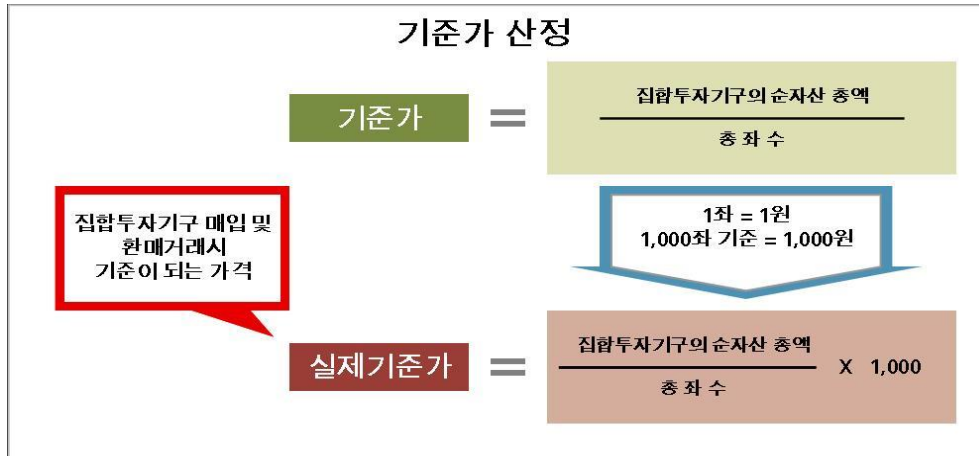 기준가 산정
기준가 = 집합투자기구의 순자산 총액
총 좌 수
집합투자기구 매입 및
환매거래시
기준이 되는 가격
1좌 = 1원
1,000좌 기준 = 1,000원
실제기준가 = 집합투자기구의 순자산 총액
총 좌 수
X 1,000